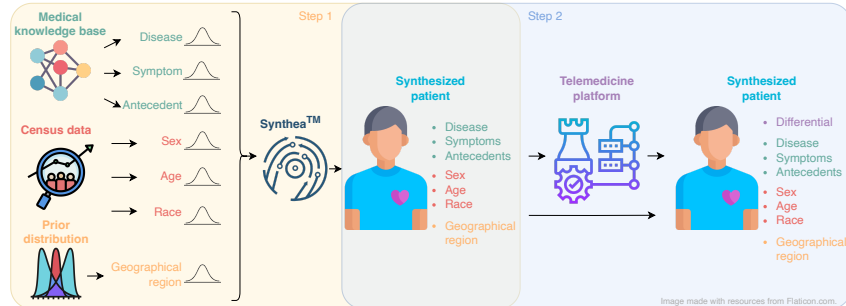 Step 1
Step 2
Medical
knowledge base
Disease
Symptom
Antecedent
Census data
Sex
Age
Race
Prior
distribution
Geographical
region
Synthea™
Synthesized
patient
• Disease
• Symptoms
• Antecedents
• Sex
• Age
• Race
• Geographical
region
Telemedicine
platform
Synthesized
patient
• Differential
• Disease
• Symptoms
• Antecedents
• Sex
• Age
• Race
• Geographical
region
Image made with resources from Flaticon.com.